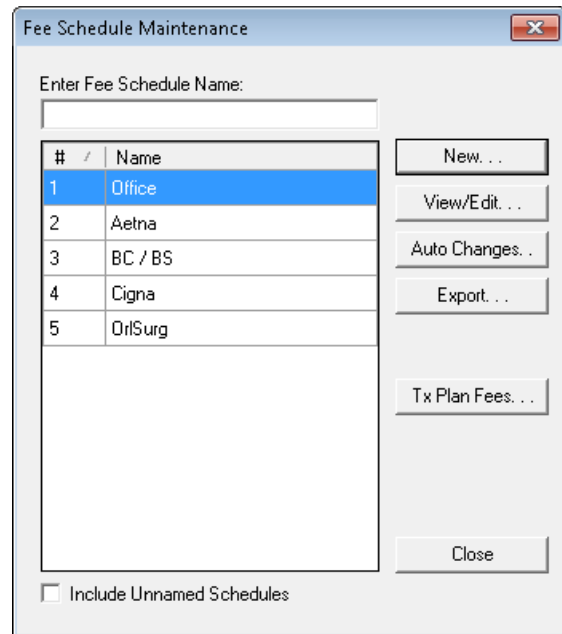 Fee Schedule Maintenance
Enter Fee Schedule Name:
# Name
1 Office
2 Aetna
3 BC / BS
4 Cigna
5 OrlSurg
New. . .
View/Edit. . .
Auto Changes. .
Export. . .
Tx Plan Fees. . .
Close
Include Unnamed Schedules